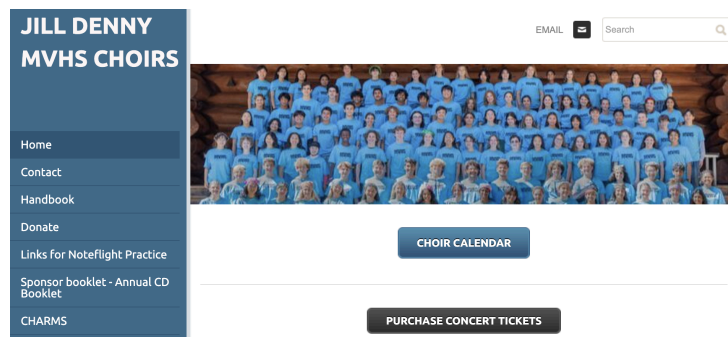 JILL DENNY
MVHS CHOIRS
EMAIL
Search
Home
Contact
Handbook
Donate
Links for Noteflight Practice
Sponsor booklet - Annual CD
Booklet
CHARMS
CHOIR CALENDAR
PURCHASE CONCERT TICKETS